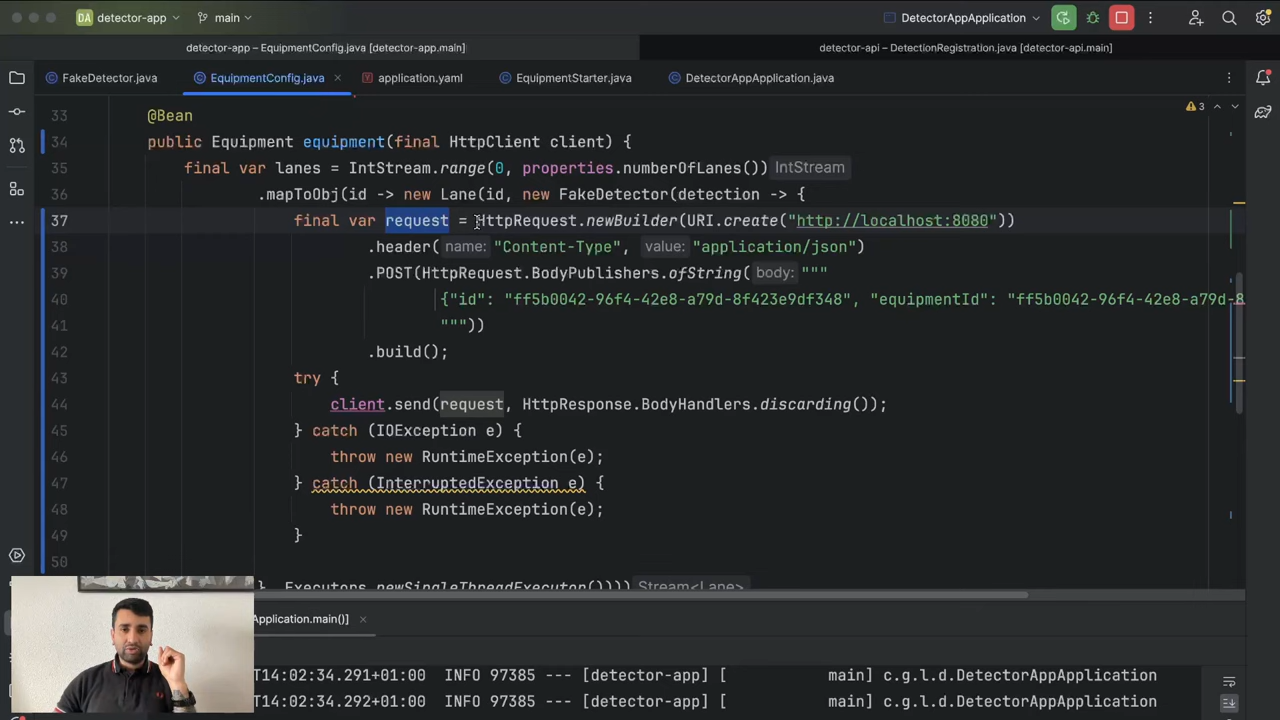 DA detector-app main DetectorAppApplication
detector-app – EquipmentConfig.java [detector-app.main] detector-api – DetectionRegistration.java [detector-api.main]
FakeDetector.java EquipmentConfig.java application.yaml EquipmentStarter.java DetectorAppApplication.java
33 @Bean 3
34 public Equipment equipment(final HttpClient client) {
35 final var lanes = IntStream.range(0, properties.numberOfLanes()) IntStream
36 .mapToObj(id -> new Lane(id, new FakeDetector(detection -> {
37 final var request = HttpRequest.newBuilder(URI.create("http://localhost:8080"))
38 .header( name: "Content-Type", value: "application/json")
39 .POST(HttpRequest.BodyPublishers.ofString( body: """
40 {"id": "ff5b0042-96f4-42e8-a79d-8f423e9df348", "equipmentId": "ff5b0042-96f4-42e8-a79d-8
41 """))
42 .build();
43 try {
44 client.send(request, HttpResponse.BodyHandlers.discarding());
45 } catch (IOException e) {
46 throw new RuntimeException(e);
47 } catch (InterruptedException e) {
48 throw new RuntimeException(e);
49 }
50
}, Executors.newSingleThreadExecutor()))) Stream<Lane>
Application.main()]
T14:02:34.291+01:00 INFO 97385 --- [detector-app] [ main] c.g.l.d.DetectorAppApplication
T14:02:34.292+01:00 INFO 97385 --- [detector-app] [ main] c.g.l.d.DetectorAppApplication